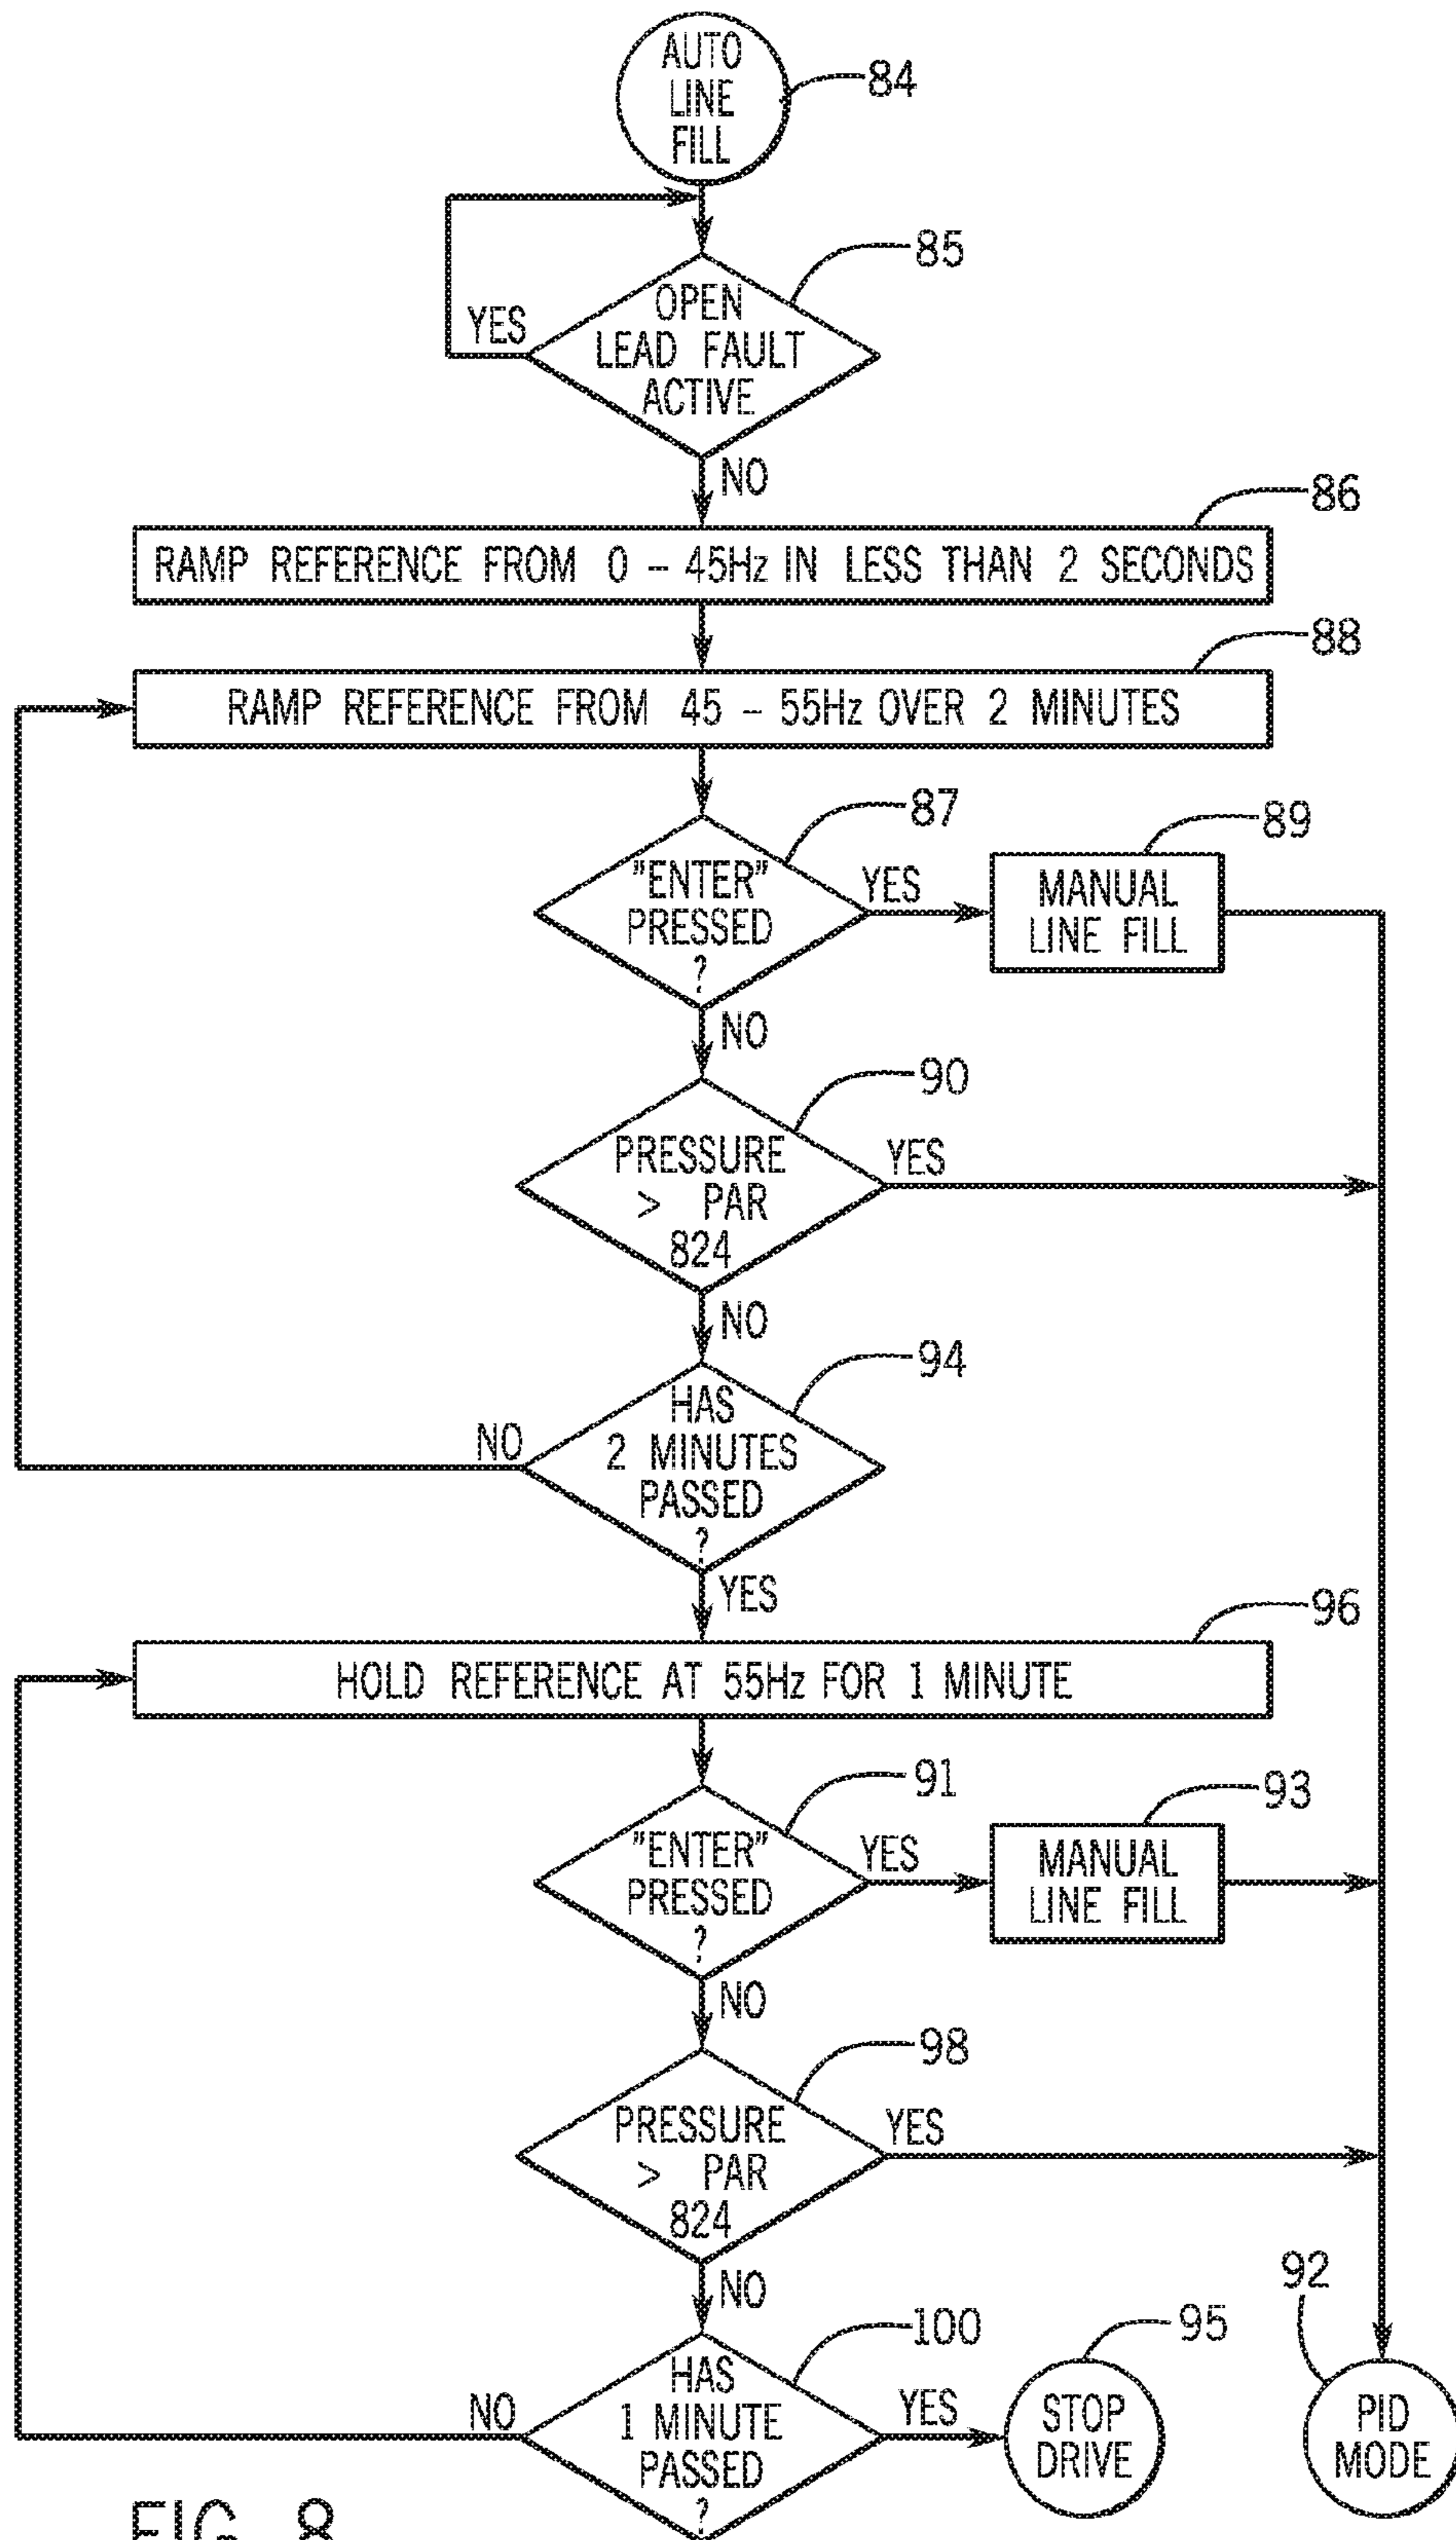 AUTO
LINE
FILL
84
85
OPEN
LEAD FAULT
ACTIVE
YES
NO
86
RAMP REFERENCE FROM 0 – 45Hz IN LESS THAN 2 SECONDS
88
RAMP REFERENCE FROM 45 – 55Hz OVER 2 MINUTES
87
"ENTER"
PRESSED
?
YES
89
MANUAL
LINE FILL
NO
90
PRESSURE
> PAR
824
YES
NO
94
HAS
2 MINUTES
PASSED
?
NO
YES
96
HOLD REFERENCE AT 55Hz FOR 1 MINUTE
91
"ENTER"
PRESSED
?
YES
93
MANUAL
LINE FILL
NO
98
PRESSURE
> PAR
824
YES
NO
100
HAS
1 MINUTE
PASSED
?
NO
YES
95
STOP
DRIVE
92
PID
MODE
FIG. 8